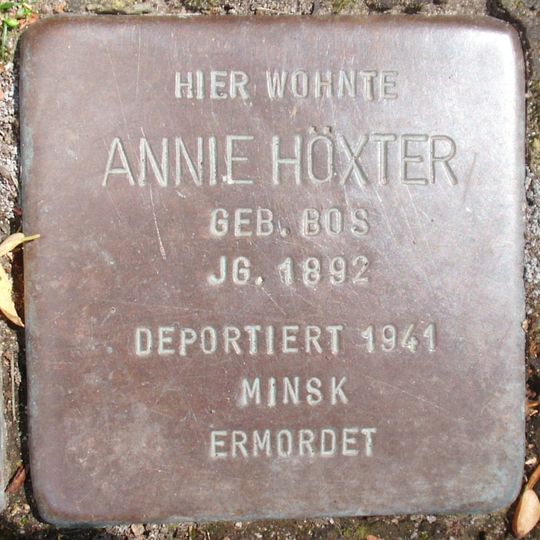 HIER WOHNTE
ANNIE HÖXTER
GEB. BOS
JG. 1892
DEPORTIERT 1941
MINSK
ERMORDET